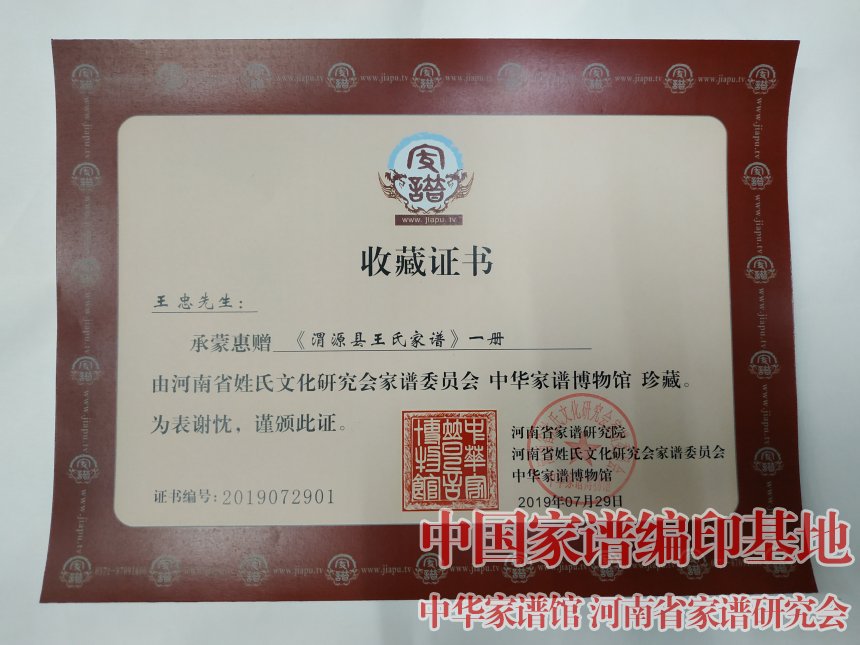 www.jiapu.tv
收藏证书
王忠先生：
承蒙惠赠 《渭源县王氏家谱》一册
由河南省姓氏文化研究会家谱委员会 中华家谱博物馆 珍藏。
为表谢忱，谨颁此证。
中华家谱博物馆
河南省家谱研究院
河南省姓氏文化研究会家谱委员会
中华家谱博物馆
2019年07月29日
证书编号：2019072901
中国家谱编印基地
中华家谱馆 河南省家谱研究会